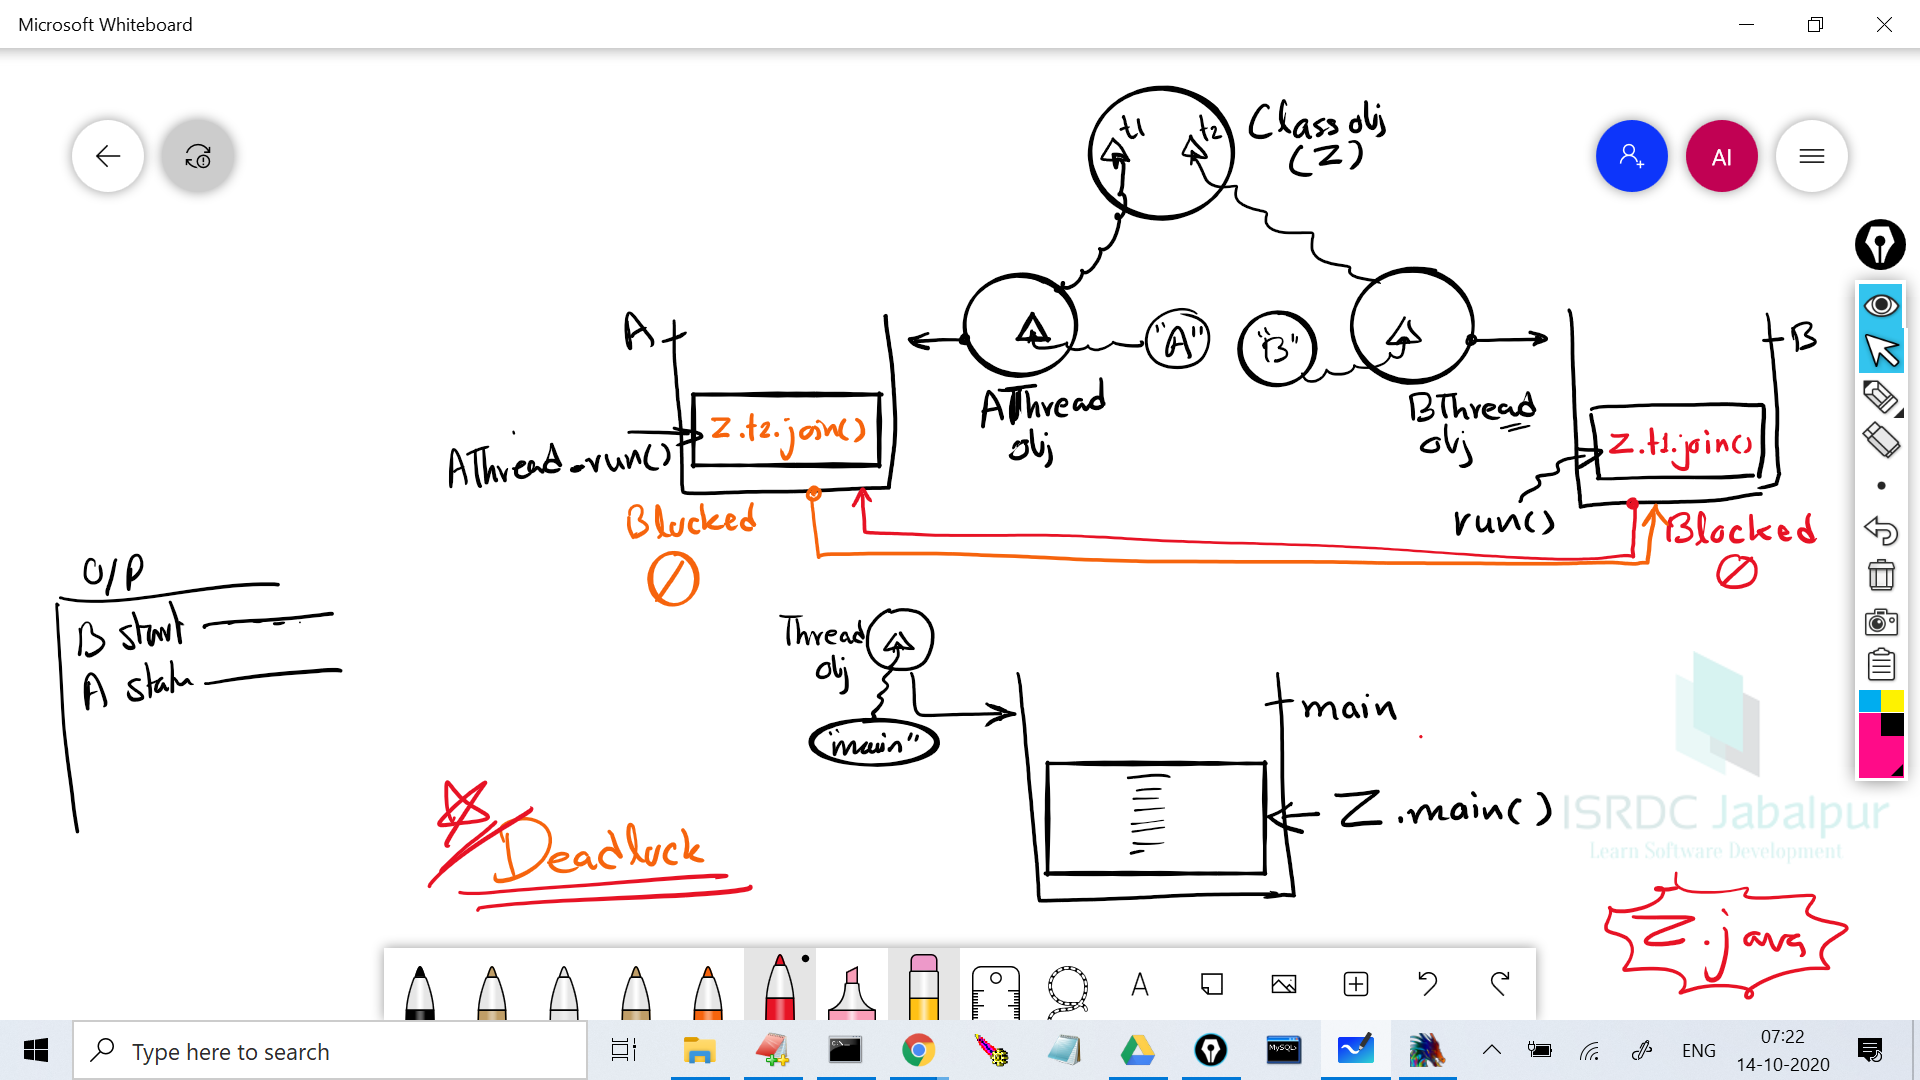 Microsoft Whiteboard
t1 t2
Class obj
(Z)
AI
A
"A"
"B"
B
AThread
obj
BThread
obj
Z.t2.join()
Z.t1.join()
AThread.run()
run()
Blocked
Blocked
O/P
B start
A start
Thread
obj
"main"
main
Z.main()
Deadlock
ISRDC Jabalpur
Learn Software Development
Z.java
A
Type here to search
C:\
MySQL
ENG
07:22
14-10-2020